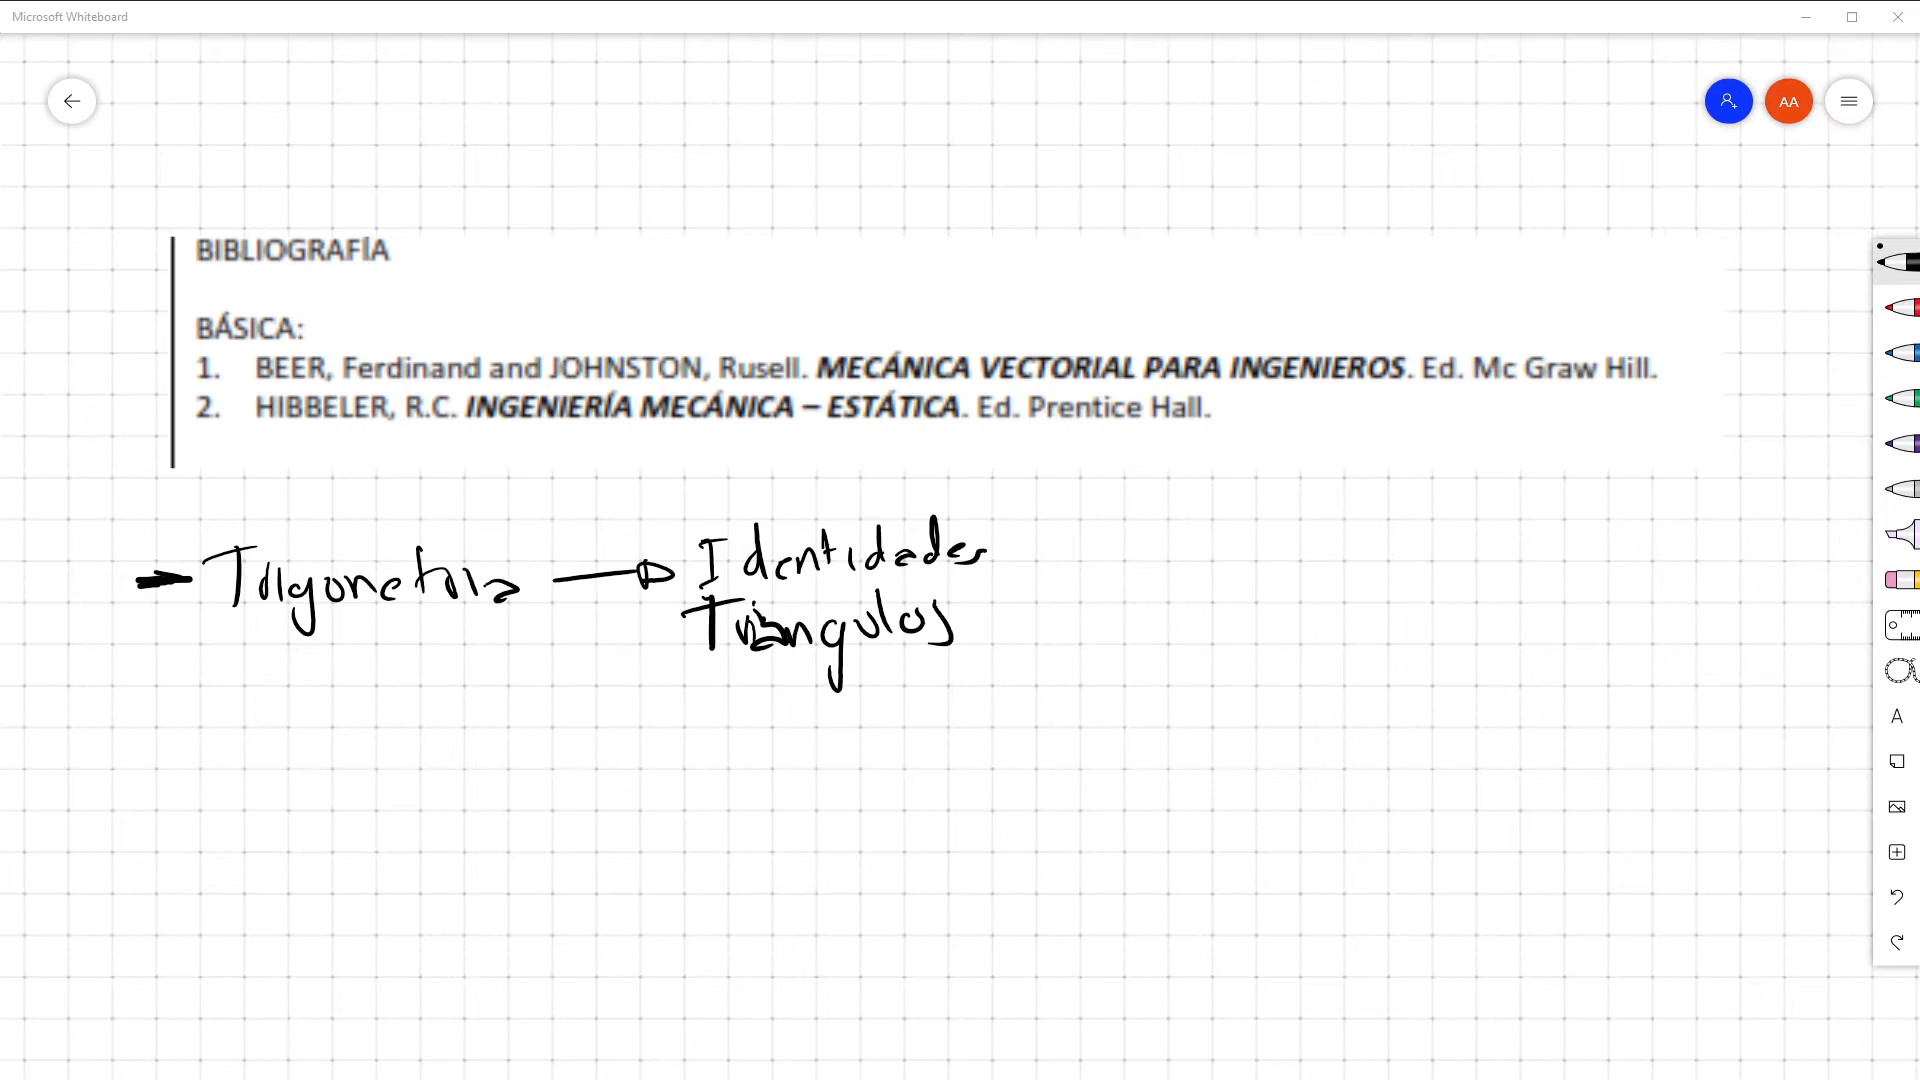 Microsoft Whiteboard
AA
BIBLIOGRAFÍA
BÁSICA:
1. BEER, Ferdinand and JOHNSTON, Rusell. MECÁNICA VECTORIAL PARA INGENIEROS. Ed. Mc Graw Hill.
2. HIBBELER, R.C. INGENIERÍA MECÁNICA – ESTÁTICA. Ed. Prentice Hall.
Trigonometria → Identidades
Triangulos
A